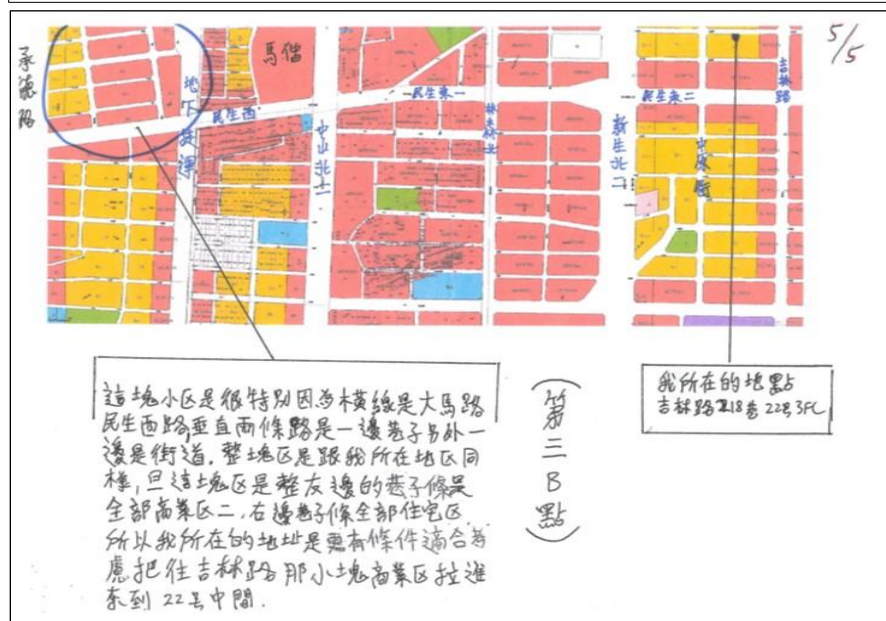 5/5
承德路
地下捷運
馬偕
民生西
中山北二
民生東一
林森北
新生北二
民生東二
吉林路
中原街
這塊小区是很特別因為橫線是大馬路
民生西路,垂直兩條路是一邊巷子另外一
邊是街道.整塊区是跟我所在地区同
樣,但這塊区是整友邊的巷子條是
全部商業区二.右邊巷子條全部住宅区.
所以我所在的地址是更有條件適合考
慮把往吉林路那小塊商業区拉進
來到22号中間.
(第三B點)
我所在的地點
吉林路 118巷 22号3FL